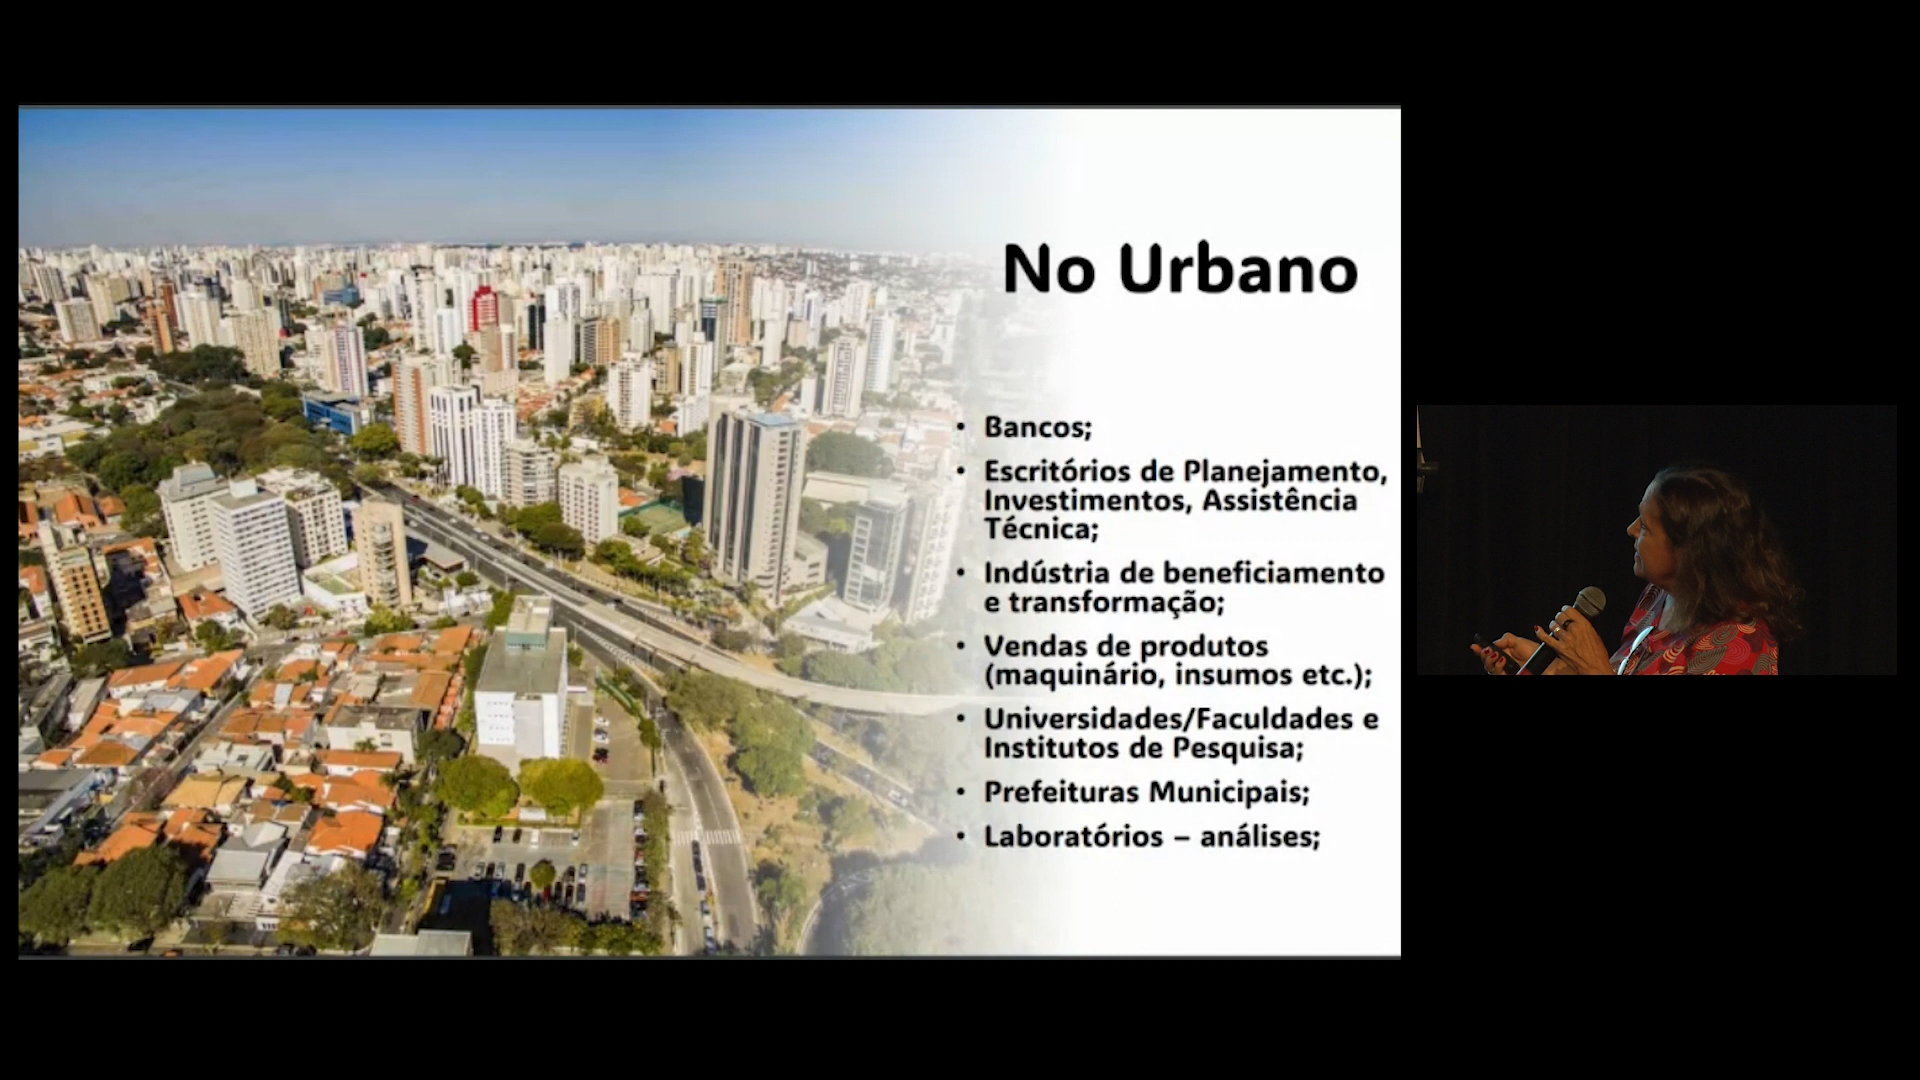 No Urbano
• Bancos;
• Escritórios de Planejamento,
Investimentos, Assistência
Técnica;
• Indústria de beneficiamento
e transformação;
• Vendas de produtos
(maquinário, insumos etc.);
• Universidades/Faculdades e
Institutos de Pesquisa;
• Prefeituras Municipais;
• Laboratórios – análises;